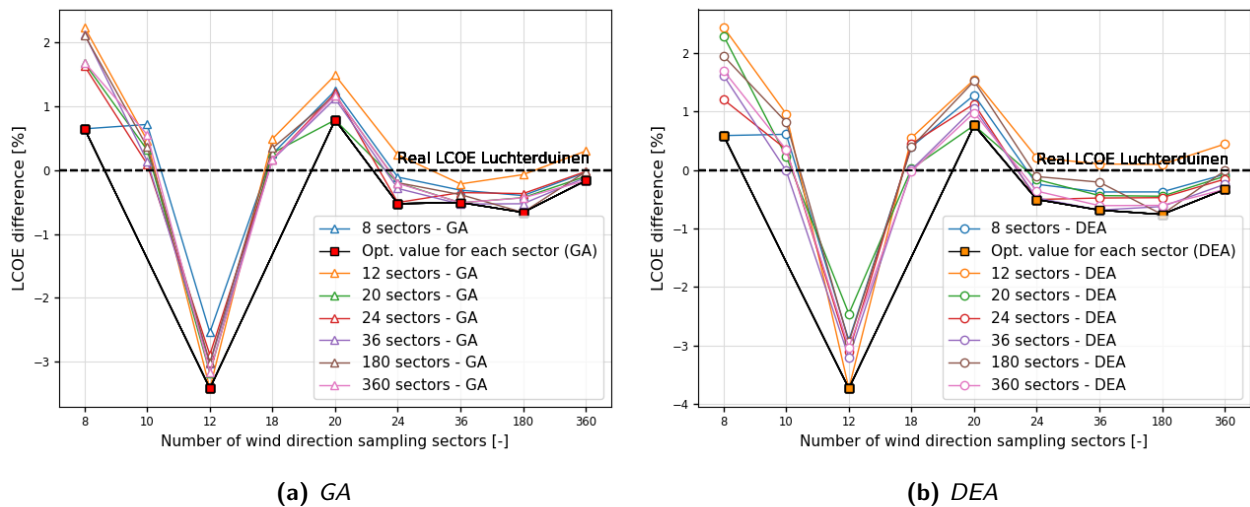 2
1
0
−1
−2
−3
LCOE difference [%]
Real LCOE Luchterduinen
8 sectors - GA
Opt. value for each sector (GA)
12 sectors - GA
20 sectors - GA
24 sectors - GA
36 sectors - GA
180 sectors - GA
360 sectors - GA
8 10 12 18 20 24 36 180 360
Number of wind direction sampling sectors [-]
(a) GA
2
1
0
−1
−2
−3
−4
LCOE difference [%]
Real LCOE Luchterduinen
8 sectors - DEA
Opt. value for each sector (DEA)
12 sectors - DEA
20 sectors - DEA
24 sectors - DEA
36 sectors - DEA
180 sectors - DEA
360 sectors - DEA
8 10 12 18 20 24 36 180 360
Number of wind direction sampling sectors [-]
(b) DEA